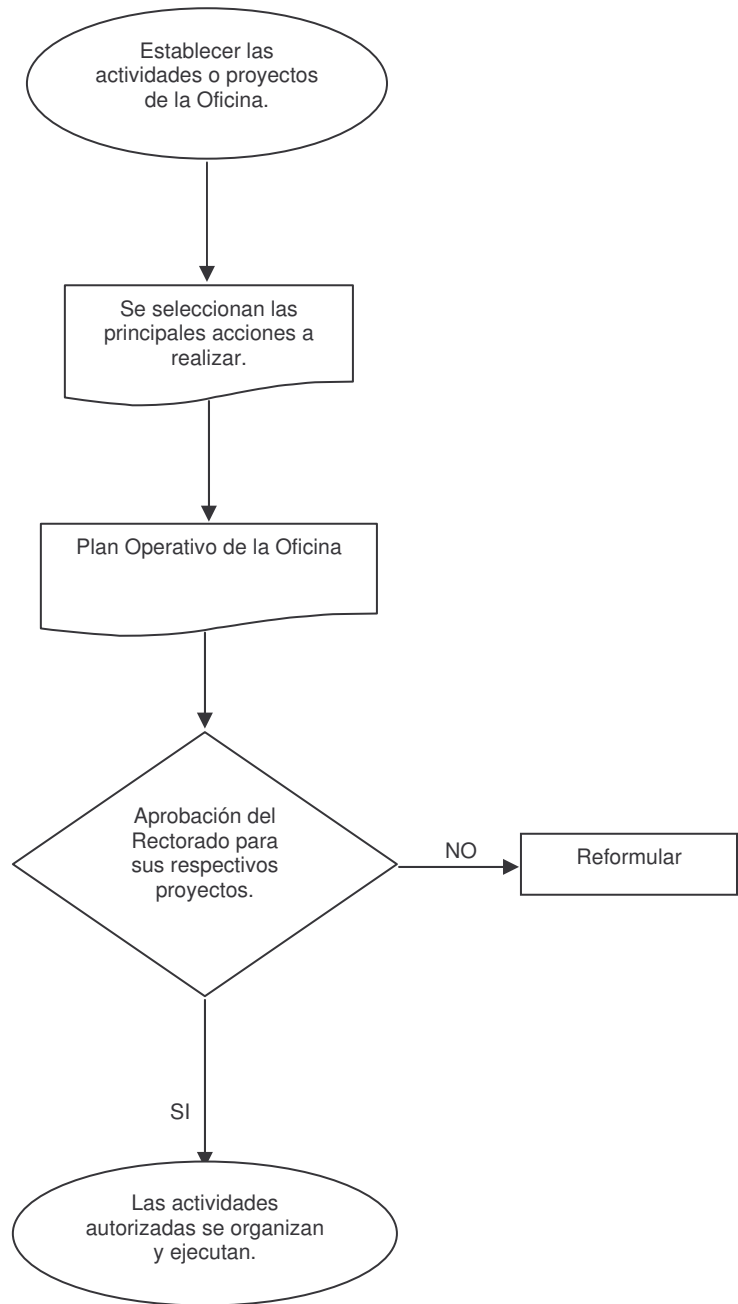 Establecer las
actividades o proyectos
de la Oficina.
Se seleccionan las
principales acciones a
realizar.
Plan Operativo de la Oficina
Aprobación del
Rectorado para
sus respectivos
proyectos.
NO
Reformular
SI
Las actividades
autorizadas se organizan
y ejecutan.